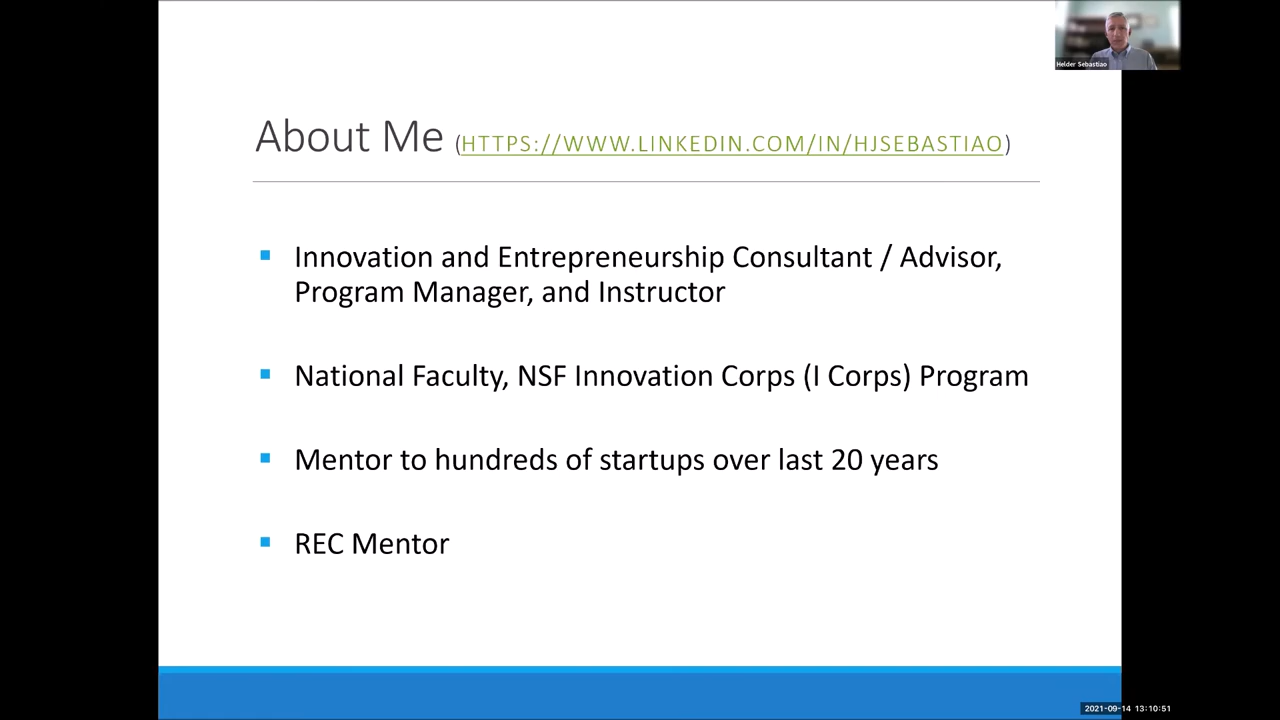 Helder Sebastiao
About Me (HTTPS://WWW.LINKEDIN.COM/IN/HJSEBASTIAO)
Innovation and Entrepreneurship Consultant / Advisor,
Program Manager, and Instructor
National Faculty, NSF Innovation Corps (I Corps) Program
Mentor to hundreds of startups over last 20 years
REC Mentor
2021-09-14 13:10:51